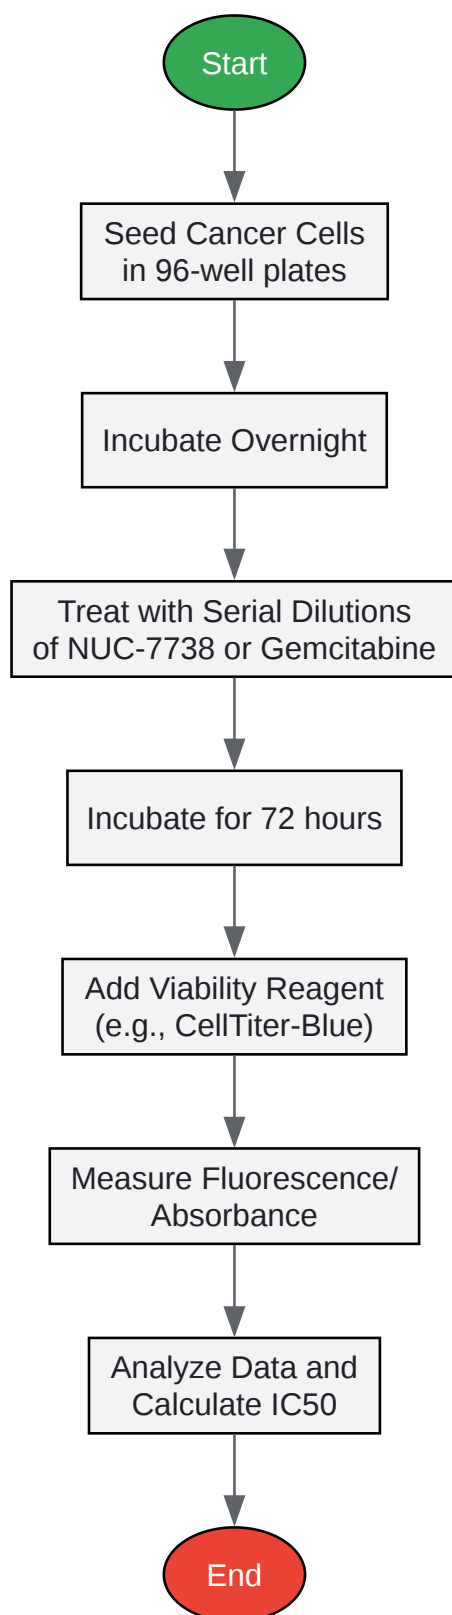 Start
Seed Cancer Cells
in 96-well plates
Incubate Overnight
Treat with Serial Dilutions
of NUC-7738 or Gemcitabine
Incubate for 72 hours
Add Viability Reagent
(e.g., CellTiter-Blue)
Measure Fluorescence/
Absorbance
Analyze Data and
Calculate IC50
End